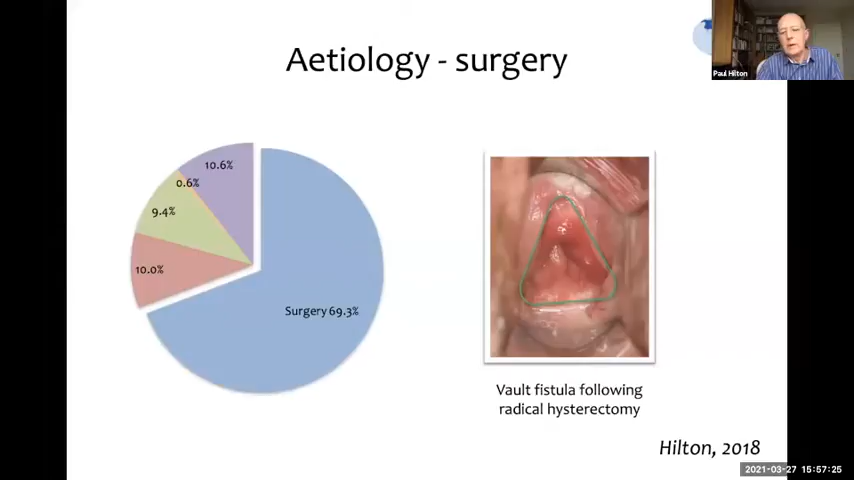 Aetiology - surgery
Paul Hilton
10.6%
0.6%
9.4%
10.0%
Surgery 69.3%
Vault fistula following
radical hysterectomy
Hilton, 2018
2021-03-27 15:57:25